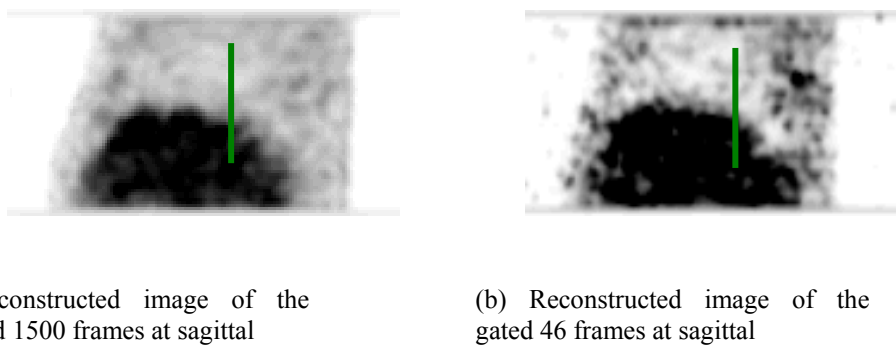 constructed image of the
d 1500 frames at sagittal
(b) Reconstructed image of the
gated 46 frames at sagittal